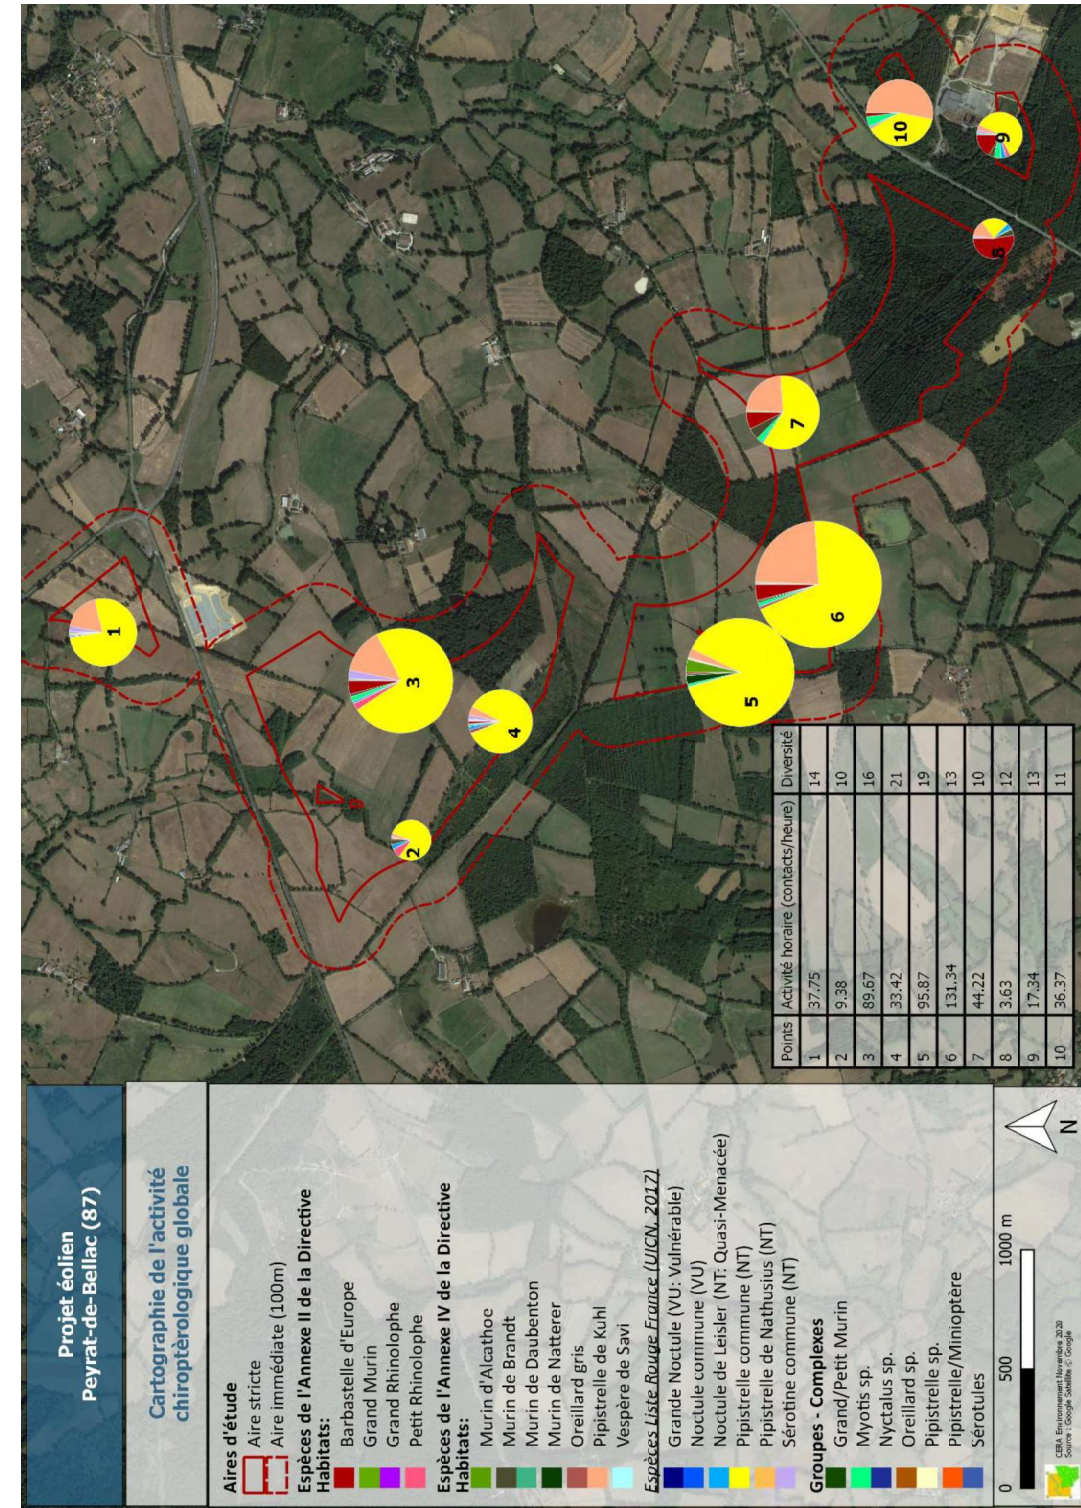 Projet éolien
Peyrat-de-Bellac (87)
Cartographie de l'activité
chiroptèrologique globale
Aires d'étude
Aire stricte
Aire immédiate (100m)
Espèces de l'Annexe II de la Directive
Habitats:
Barbastelle d'Europe
Grand Murin
Grand Rhinolophe
Petit Rhinolophe
Espèces de l'Annexe IV de la Directive
Habitats:
Murin d'Alcathoe
Murin de Brandt
Murin de Daubenton
Murin de Natterer
Oreillard gris
Pipistrelle de Kuhl
Vespère de Savi
Espèces Liste Rouge France (UICN, 2017)
Grande Noctule (VU: Vulnérable)
Noctule commune (VU)
Noctule de Leisler (NT: Quasi-Menacée)
Pipistrelle commune (NT)
Pipistrelle de Nathusius (NT)
Sérotine commune (NT)
Groupes - Complexes
Grand/Petit Murin
Myotis sp.
Nyctalus sp.
Oreillard sp.
Pipistrelle sp.
Pipistrelle/Minioptère
Sérotules
0 500 1000 m
N
CERA Environnement Novembre 2020
Source : Google Satellite © Google
1
2
3
4
5
6
7
8
9
10
Points Activité horaire (contacts/heure) Diversité
1 37.75 14
2 9.38 10
3 89.67 16
4 33.42 21
5 95.87 19
6 131.34 13
7 44.22 10
8 3.63 12
9 17.34 13
10 36.37 11